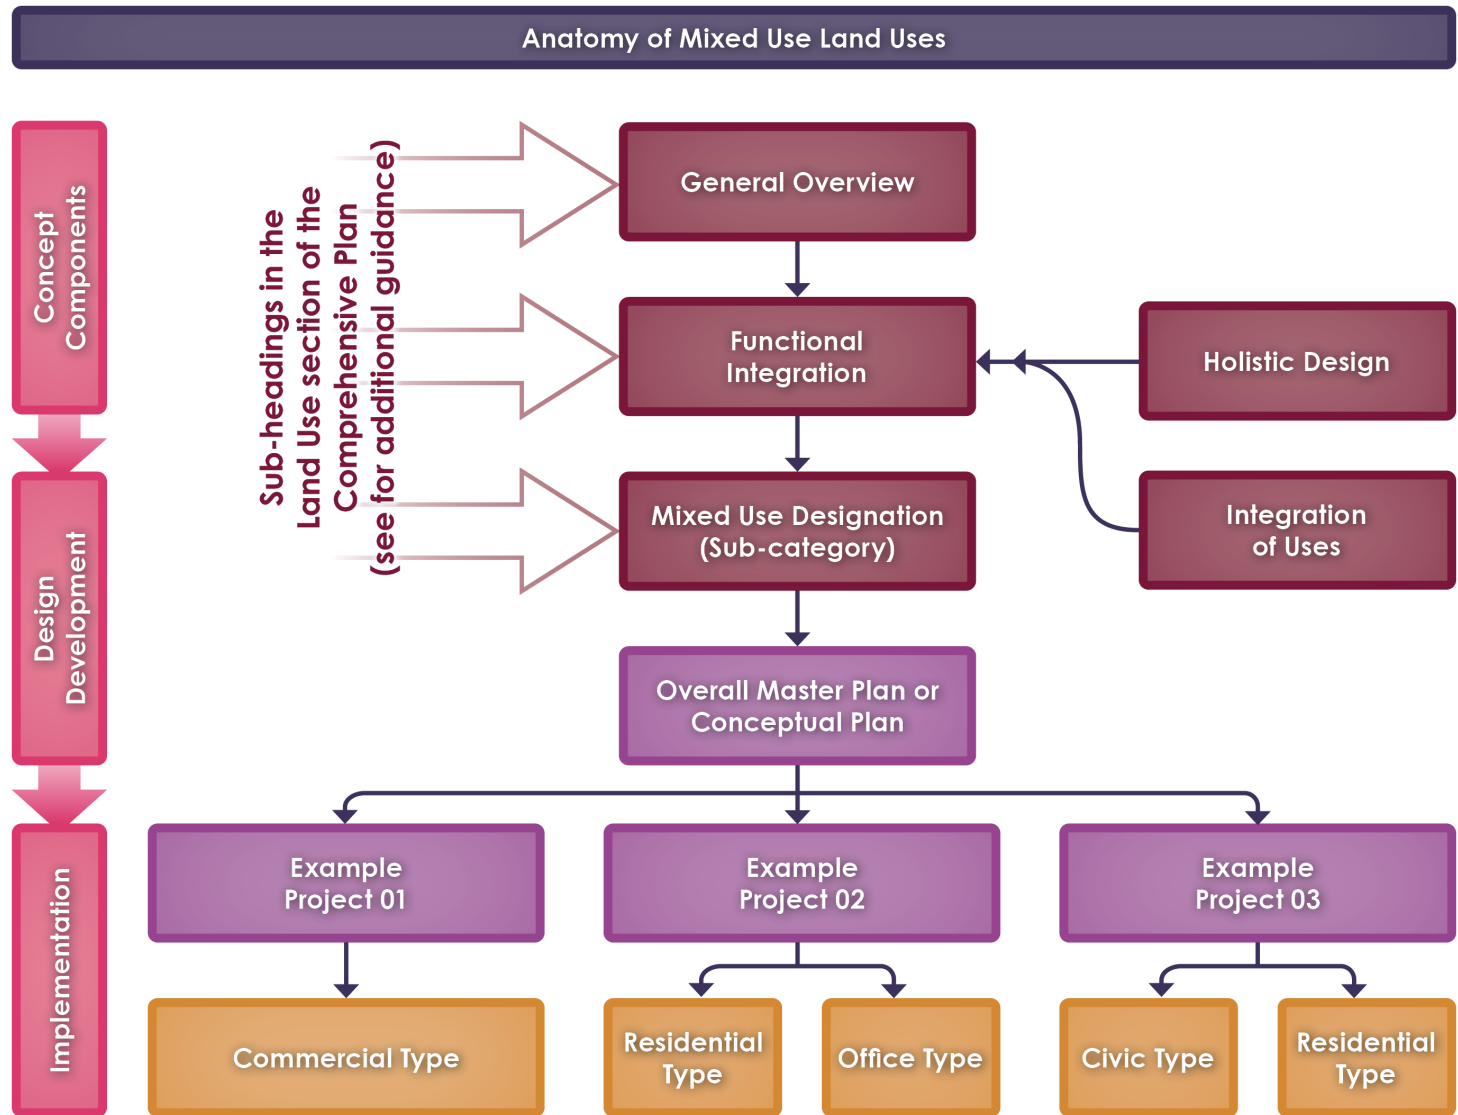 Anatomy of Mixed Use Land Uses
Concept
Components
Sub-headings in the
Land Use section of the
Comprehensive Plan
(see for additional guidance)
General Overview
Functional
Integration
Holistic Design
Mixed Use Designation
(Sub-category)
Integration
of Uses
Design
Development
Overall Master Plan or
Conceptual Plan
Implementation
Example
Project 01
Example
Project 02
Example
Project 03
Commercial Type
Residential
Type
Office Type
Civic Type
Residential
Type